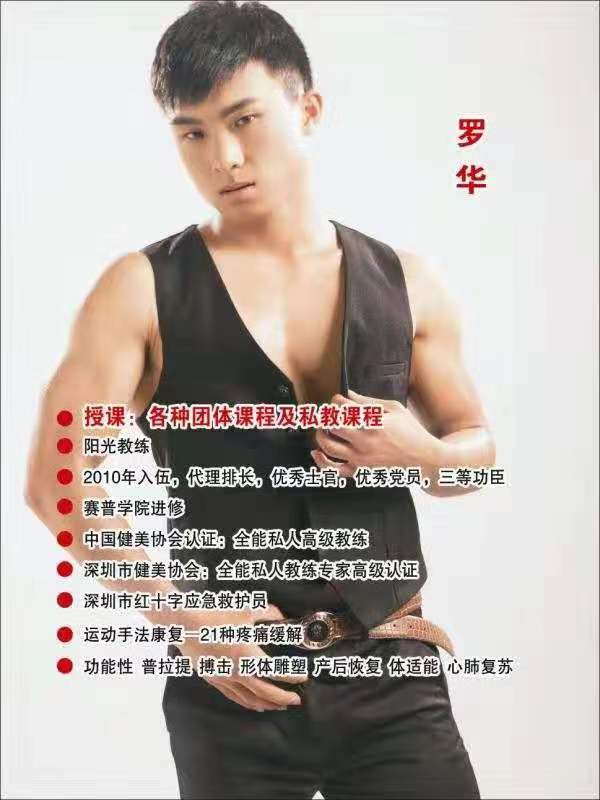 罗华
授课：各种团体课程及私教课程
阳光教练
2010年入伍，代理排长，优秀士官，优秀党员，三等功臣
赛普学院进修
中国健美协会认证：全能私人高级教练
深圳市健美协会：全能私人教练专家高级认证
深圳市红十字应急救护员
运动手法康复—21种疼痛缓解
功能性 普拉提 搏击 形体雕塑 产后恢复 体适能 心肺复苏